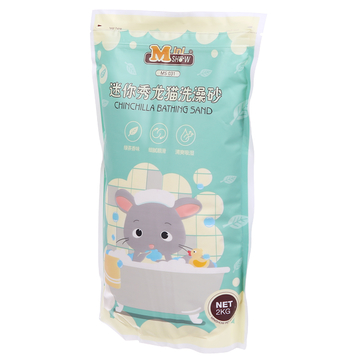 Mini
SHOW
迷你秀龙猫洗澡砂
CHINCHILLA BATHING SAND
NET
2KG